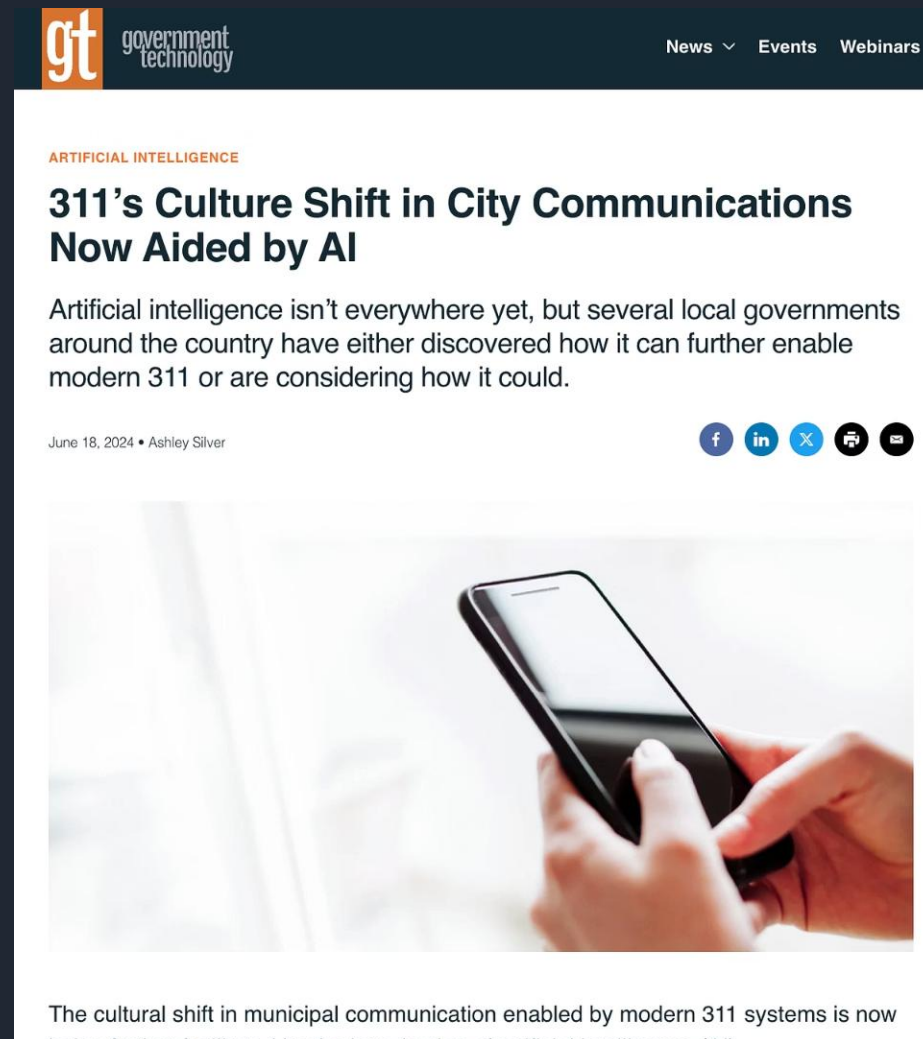 gt government technology
News Events Webinars
ARTIFICIAL INTELLIGENCE
311’s Culture Shift in City Communications
Now Aided by AI
Artificial intelligence isn’t everywhere yet, but several local governments
around the country have either discovered how it can further enable
modern 311 or are considering how it could.
June 18, 2024 • Ashley Silver
f in X
The cultural shift in municipal communication enabled by modern 311 systems is now